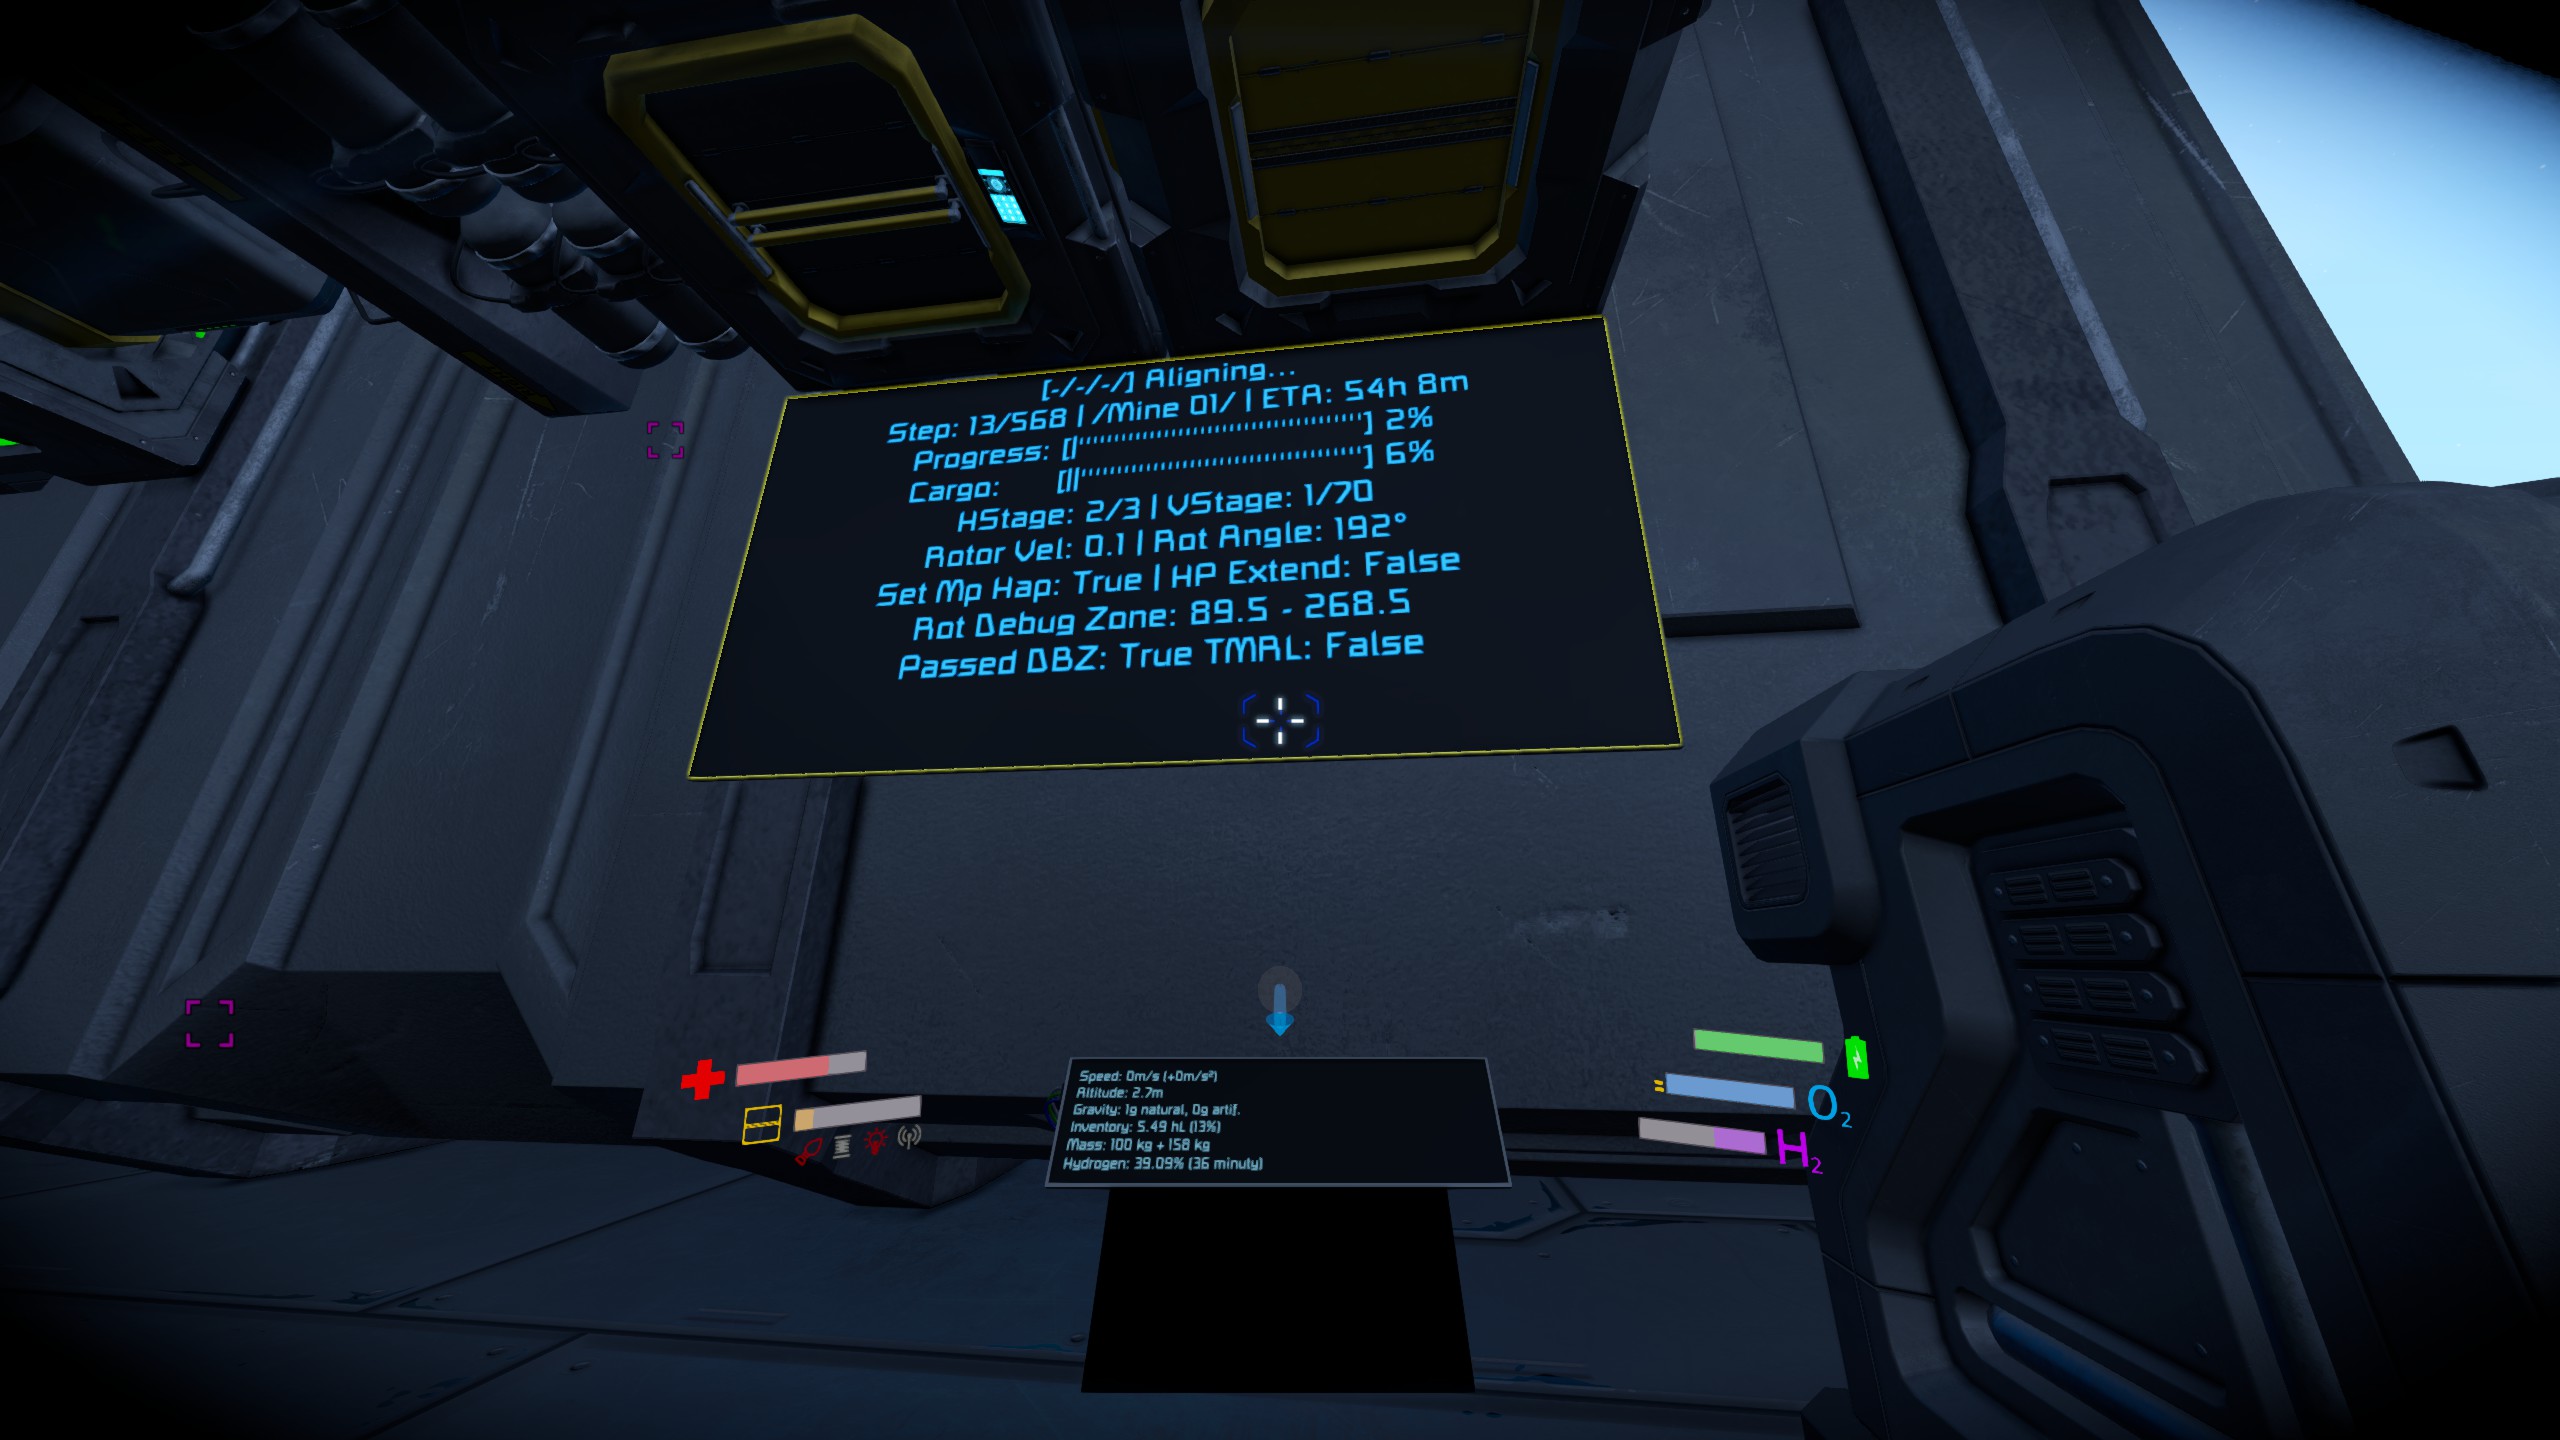 [-/-/-/] Aligning...
Step: 13/568 | /Mine 01/ | ETA: 54h 8m
Progress: [|''''''''''''''''''''''''''''''''''''''] 2%
Cargo: [||'''''''''''''''''''''''''''''''''''''] 6%
HStage: 2/3 | VStage: 1/70
Rotor Vel: 0.1 | Rot Angle: 192°
Set Mp Hap: True | HP Extend: False
Rot Debug Zone: 89.5 - 268.5
Passed DBZ: True TMRL: False
Speed: 0m/s (+0m/s²)
Altitude: 2.7m
Gravity: 1g natural, 0g artif.
Inventory: 5.49 hL (13%)
Mass: 100 kg + 158 kg
Hydrogen: 39.09% (36 minuty)
O₂
H₂